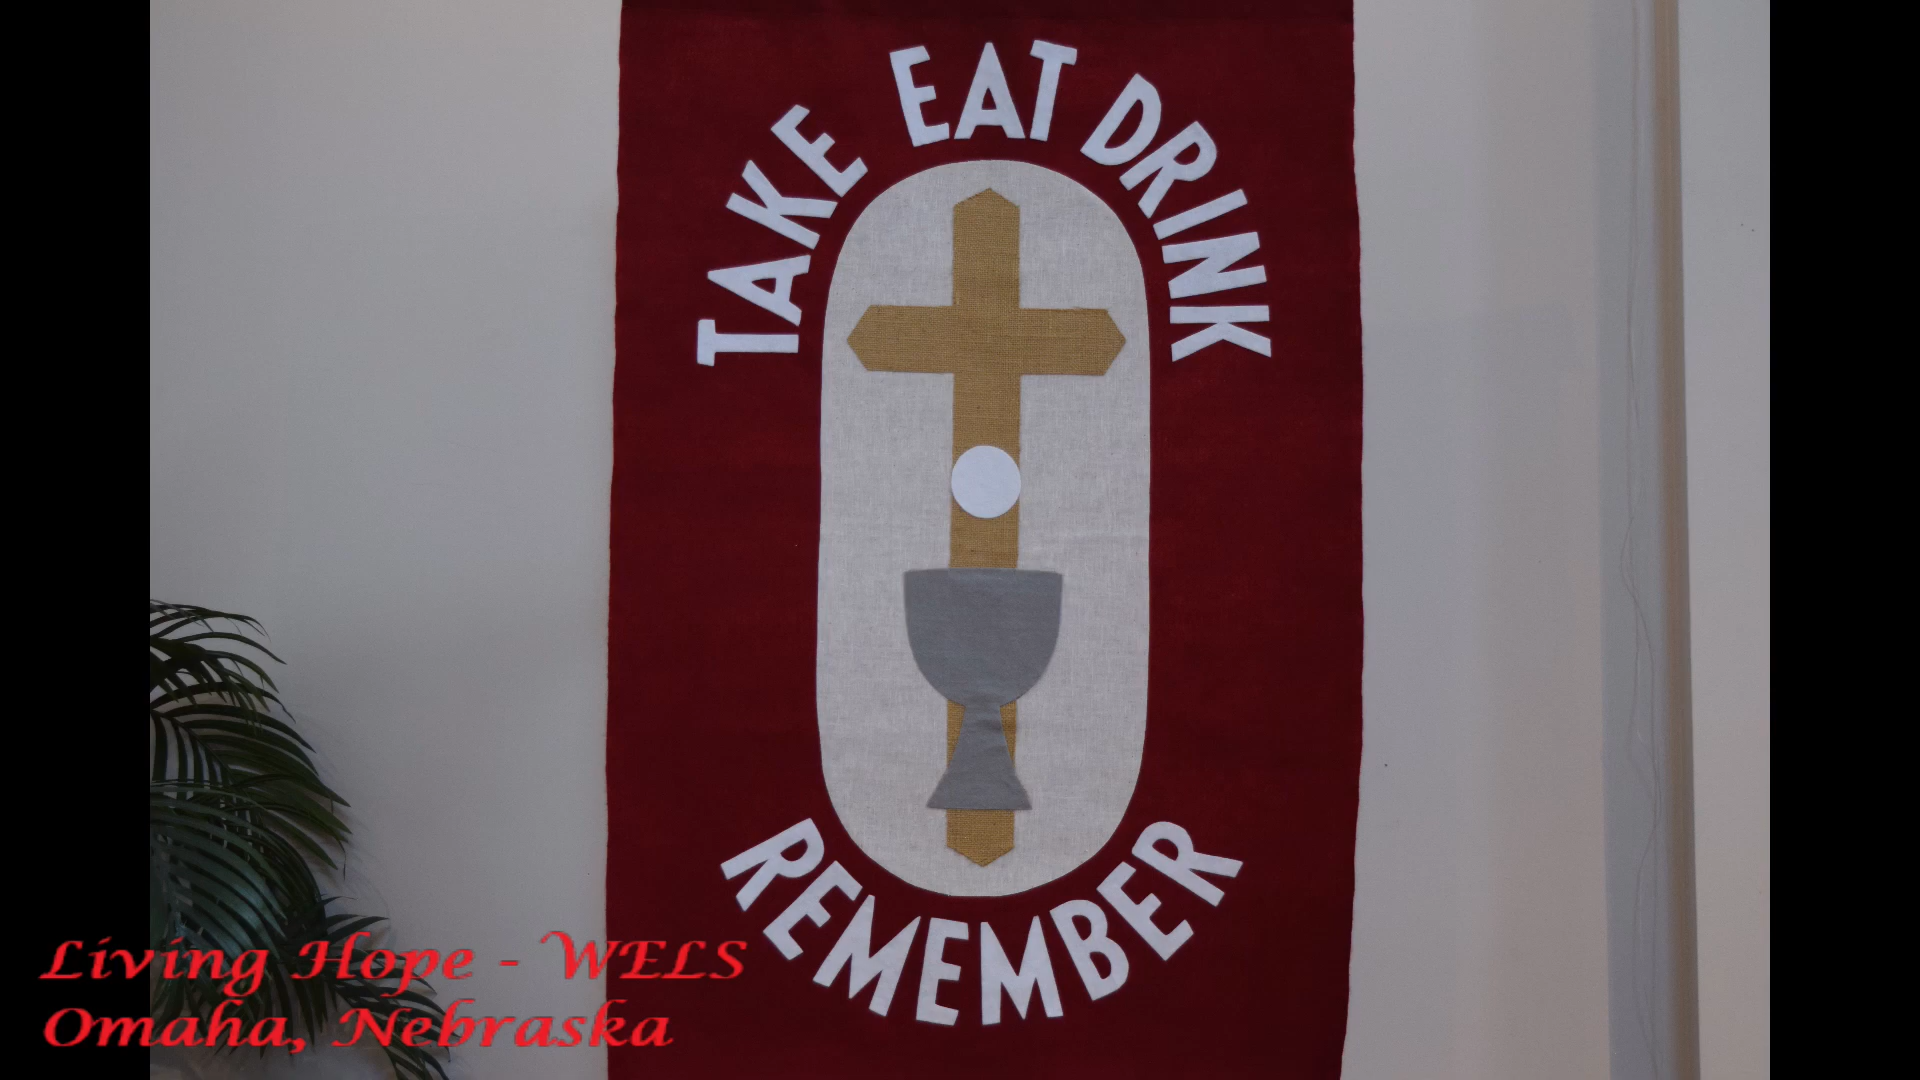 TAKE EAT DRINK
REMEMBER
Living Hope - WELS
Omaha, Nebraska